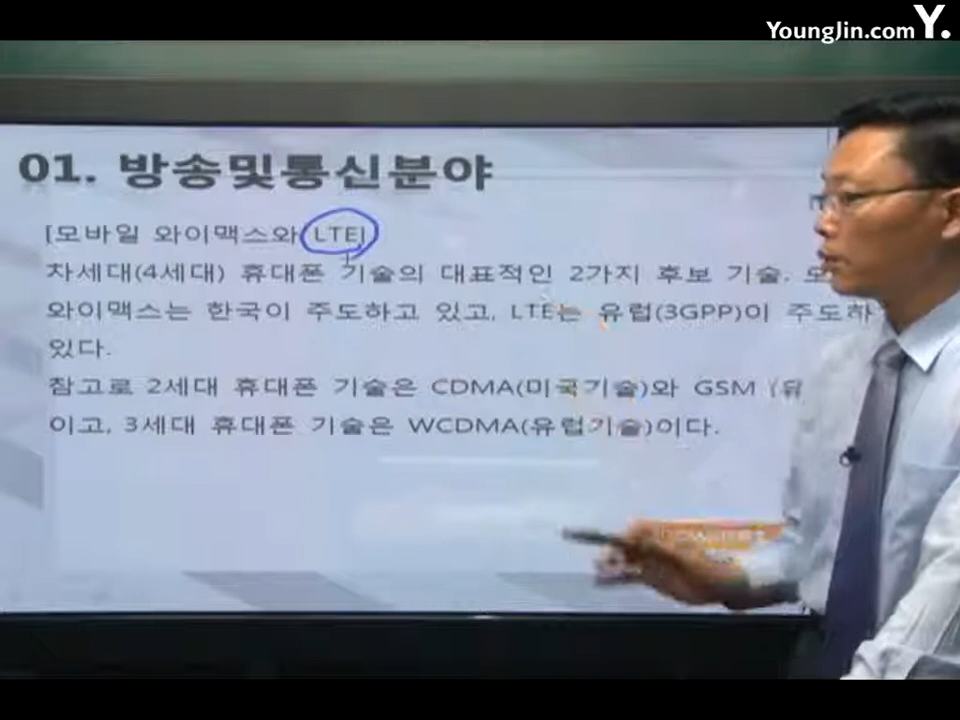 YoungJin.com Y.
01. 방송및통신분야
[모바일 와이맥스와 LTE]
차세대(4세대) 휴대폰 기술의 대표적인 2가지 후보 기술.
와이맥스는 한국이 주도하고 있고, LTE는 유럽(3GPP)이 주도하
있다.
참고로 2세대 휴대폰 기술은 CDMA(미국기술)와 GSM
이고, 3세대 휴대폰 기술은 WCDMA(유럽기술)이다.